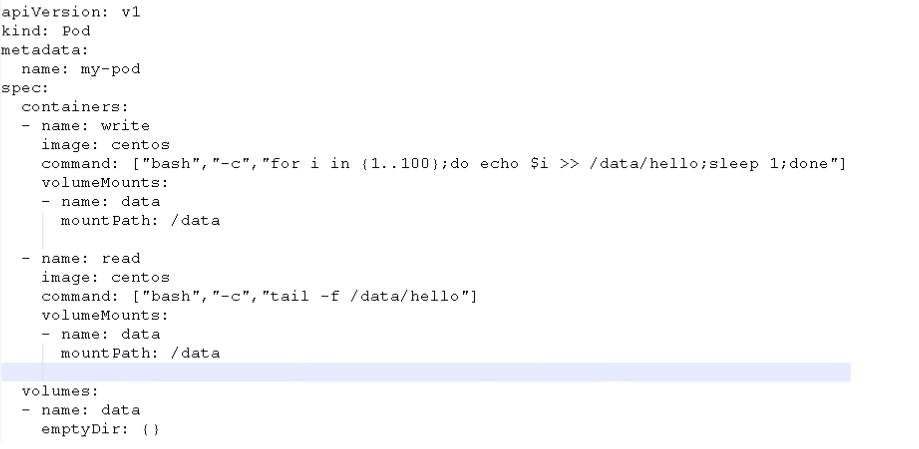 apiVersion: v1
kind: Pod
metadata:
  name: my-pod
spec:
  containers:
  - name: write
    image: centos
    command: ["bash","-c","for i in {1..100};do echo $i >> /data/hello;sleep 1;done"]
    volumeMounts:
    - name: data
      mountPath: /data
  - name: read
    image: centos
    command: ["bash","-c","tail -f /data/hello"]
    volumeMounts:
    - name: data
      mountPath: /data
  volumes:
  - name: data
    emptyDir: {}